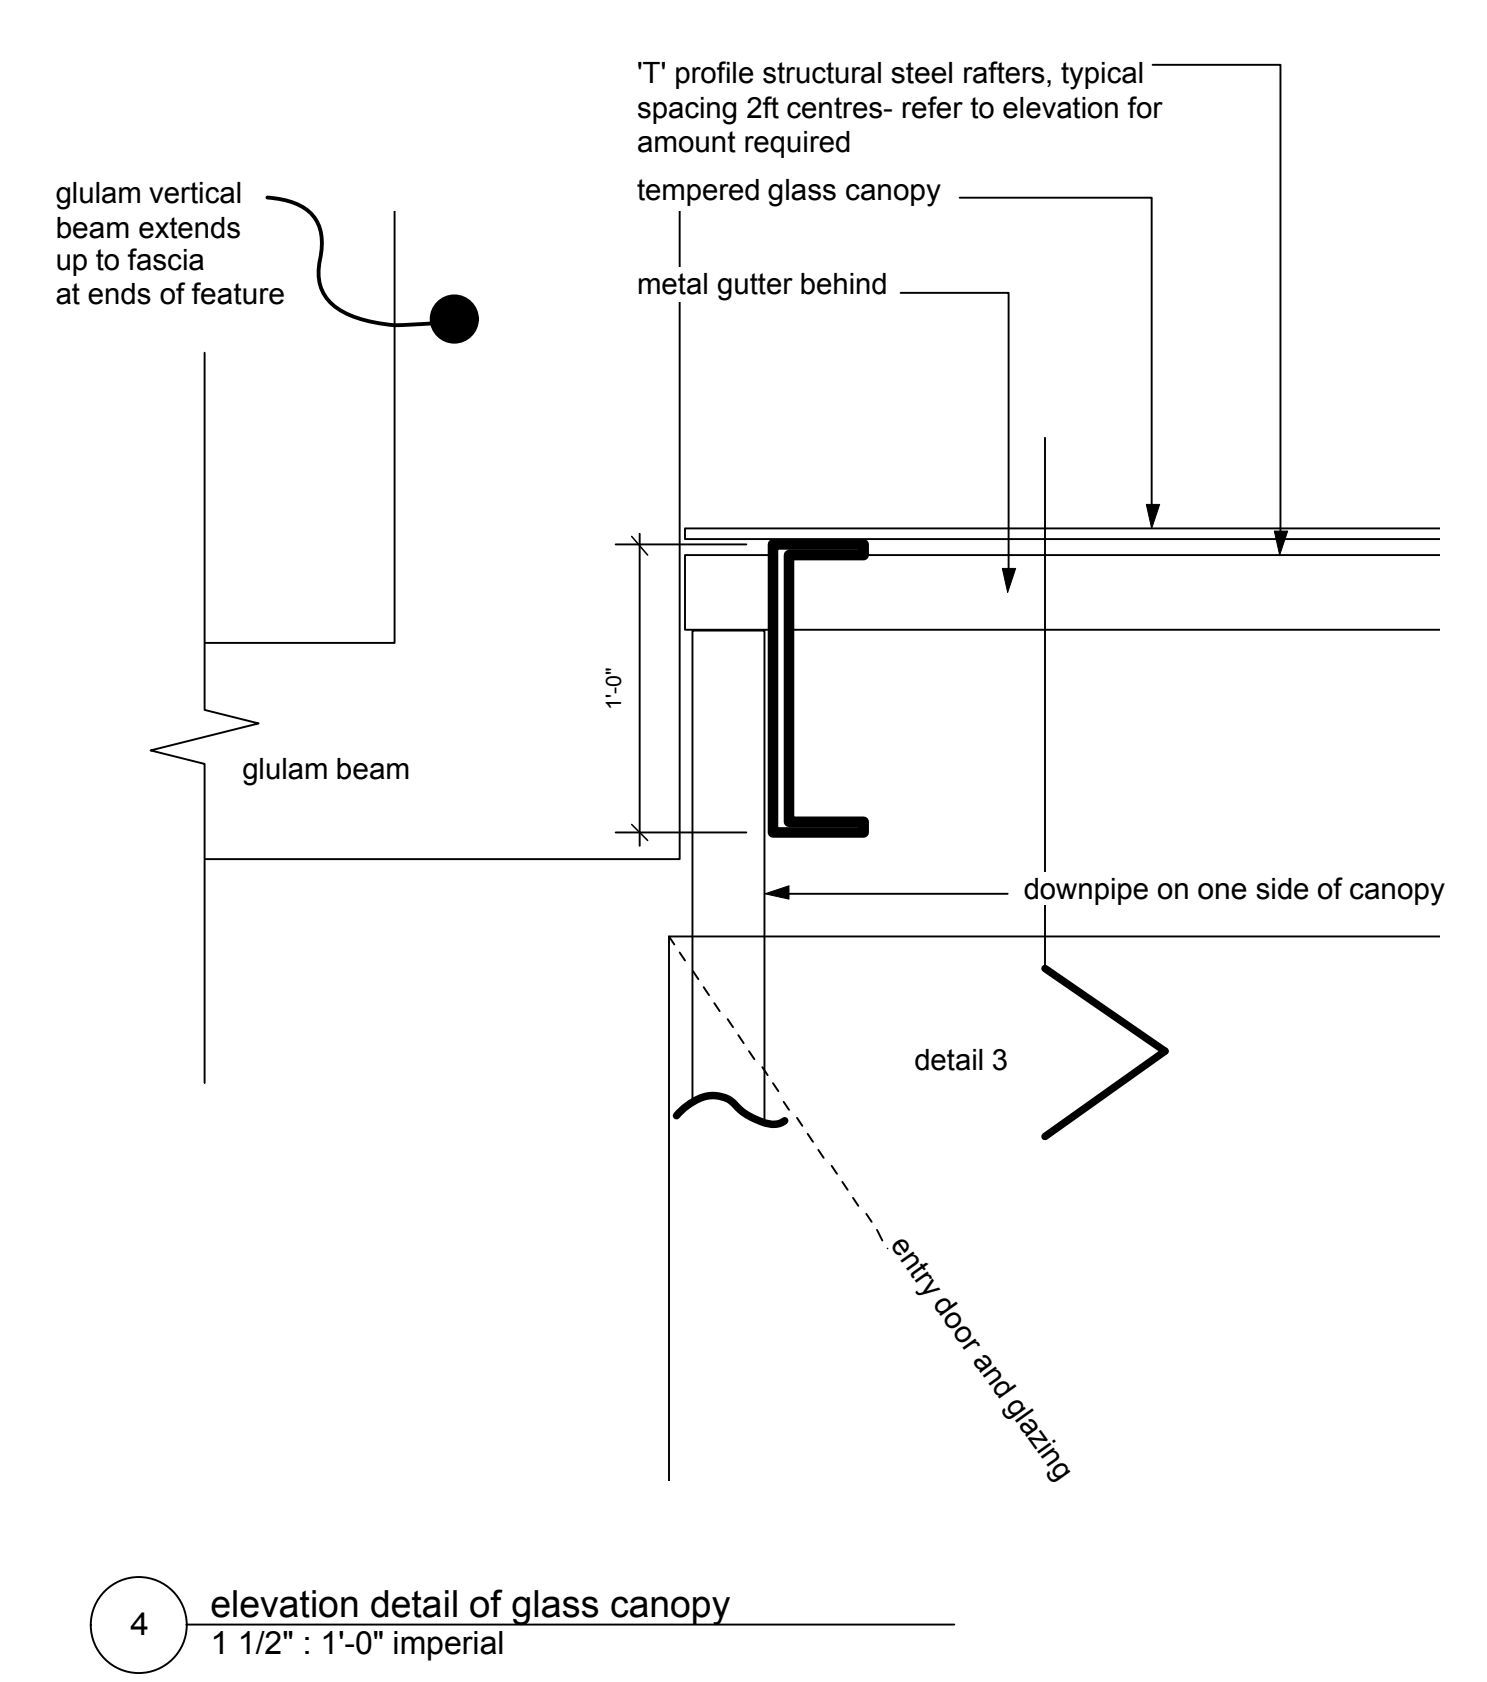 'T' profile structural steel rafters, typical
spacing 2ft centres- refer to elevation for
amount required
tempered glass canopy
glulam vertical
beam extends
up to fascia
at ends of feature
metal gutter behind
1'-0"
glulam beam
downpipe on one side of canopy
detail 3
entry door and glazing
4
elevation detail of glass canopy
1 1/2" : 1'-0" imperial